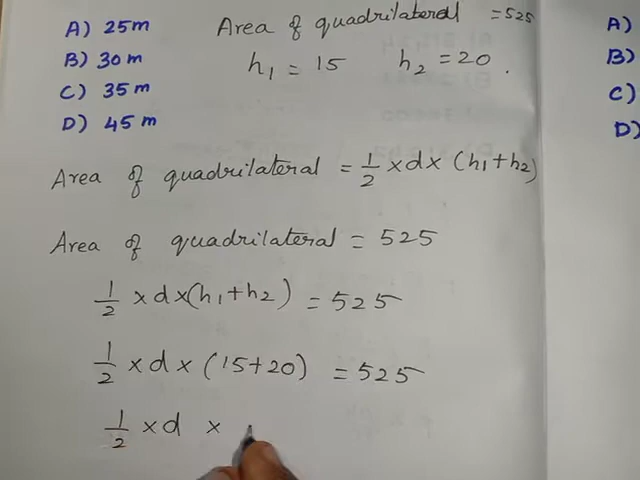 A) 25m
Area of quadrilateral = 525
B) 30 m
h₁ = 15 h₂ = 20 .
C) 35 m
D) 45 m
Area of quadrilateral = 1/2 × d × (h₁+h₂)
Area of quadrilateral = 525
1/2 × d × (h₁+h₂) = 525
1/2 × d × (15+20) = 525
1/2 × d ×
A)
B)
C)
D)